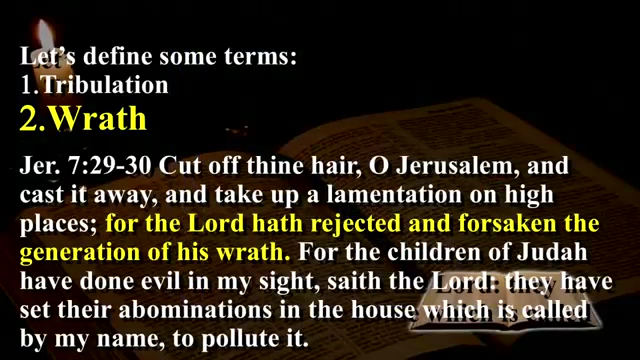 Let's define some terms:
1.Tribulation
2.Wrath
Jer. 7:29-30 Cut off thine hair, O Jerusalem, and
cast it away, and take up a lamentation on high
places; for the Lord hath rejected and forsaken the
generation of his wrath. For the children of Judah
have done evil in my sight, saith the Lord: they have
set their abominations in the house which is called
by my name, to pollute it.